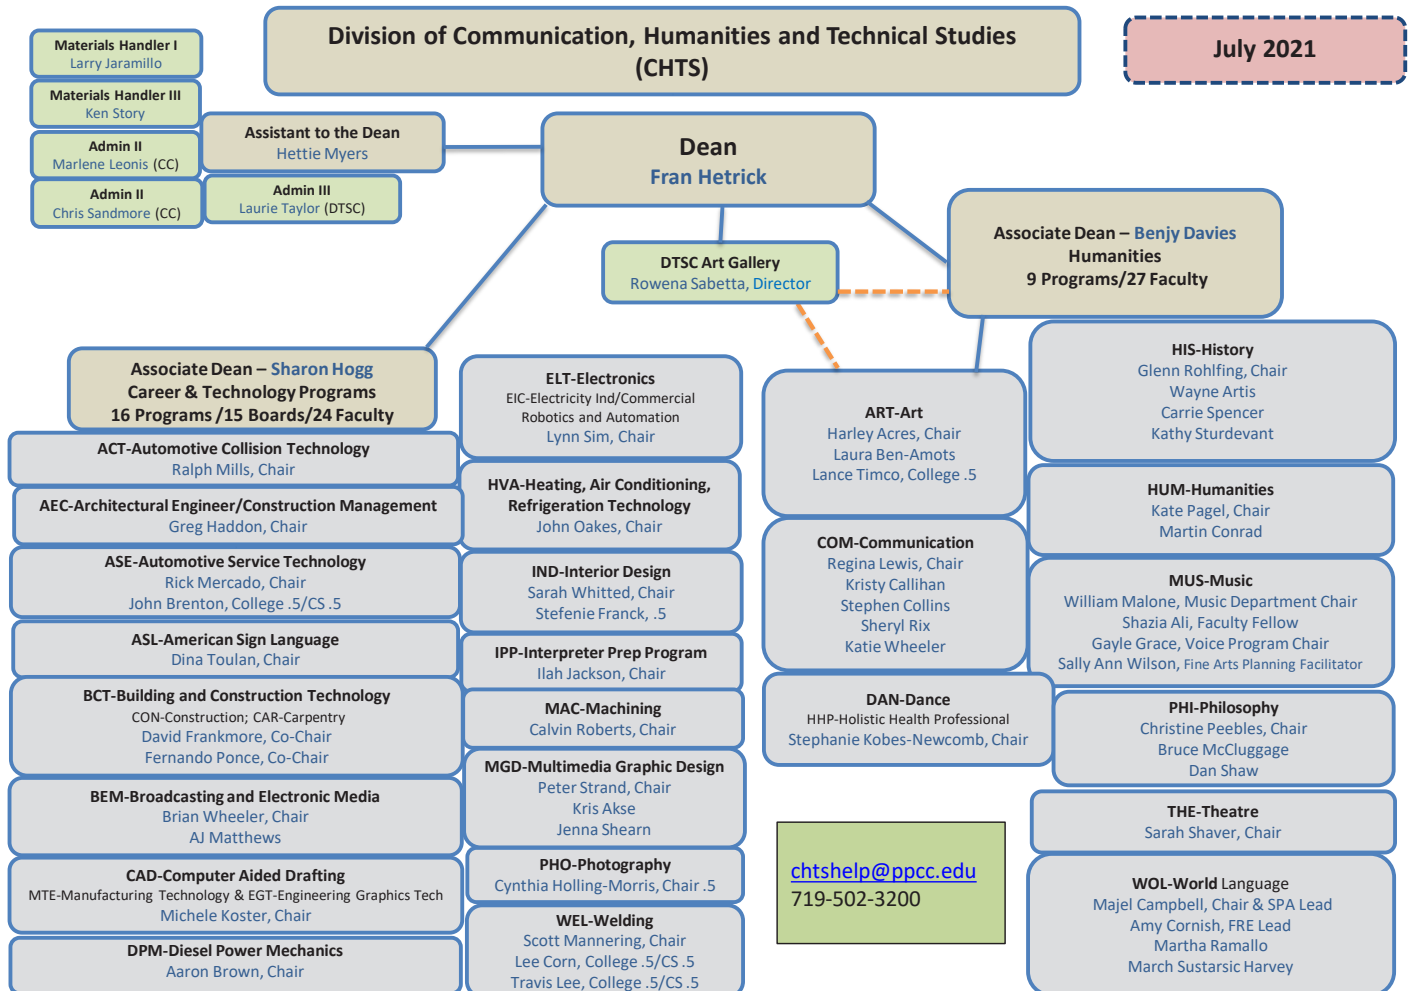 Division of Communication, Humanities and Technical Studies
(CHTS)
July 2021
Materials Handler I
Larry Jaramillo
Materials Handler III
Ken Story
Admin II
Marlene Leonis (CC)
Admin II
Chris Sandmore (CC)
Assistant to the Dean
Hettie Myers
Admin III
Laurie Taylor (DTSC)
Dean
Fran Hetrick
DTSC Art Gallery
Rowena Sabetta, Director
Associate Dean – Benjy Davies
Humanities
9 Programs/27 Faculty
Associate Dean – Sharon Hogg
Career & Technology Programs
16 Programs /15 Boards/24 Faculty
ACT-Automotive Collision Technology
Ralph Mills, Chair
AEC-Architectural Engineer/Construction Management
Greg Haddon, Chair
ASE-Automotive Service Technology
Rick Mercado, Chair
John Brenton, College .5/CS .5
ASL-American Sign Language
Dina Toulan, Chair
BCT-Building and Construction Technology
CON-Construction; CAR-Carpentry
David Frankmore, Co-Chair
Fernando Ponce, Co-Chair
BEM-Broadcasting and Electronic Media
Brian Wheeler, Chair
AJ Matthews
CAD-Computer Aided Drafting
MTE-Manufacturing Technology & EGT-Engineering Graphics Tech
Michele Koster, Chair
DPM-Diesel Power Mechanics
Aaron Brown, Chair
ELT-Electronics
EIC-Electricity Ind/Commercial
Robotics and Automation
Lynn Sim, Chair
HVA-Heating, Air Conditioning,
Refrigeration Technology
John Oakes, Chair
IND-Interior Design
Sarah Whitted, Chair
Stefenie Franck, .5
IPP-Interpreter Prep Program
Ilah Jackson, Chair
MAC-Machining
Calvin Roberts, Chair
MGD-Multimedia Graphic Design
Peter Strand, Chair
Kris Akse
Jenna Shearn
PHO-Photography
Cynthia Holling-Morris, Chair .5
WEL-Welding
Scott Mannering, Chair
Lee Corn, College .5/CS .5
Travis Lee, College .5/CS .5
ART-Art
Harley Acres, Chair
Laura Ben-Amots
Lance Timco, College .5
COM-Communication
Regina Lewis, Chair
Kristy Callihan
Stephen Collins
Sheryl Rix
Katie Wheeler
DAN-Dance
HHP-Holistic Health Professional
Stephanie Kobes-Newcomb, Chair
chtshelp@ppcc.edu
719-502-3200
HIS-History
Glenn Rohlfing, Chair
Wayne Artis
Carrie Spencer
Kathy Sturdevant
HUM-Humanities
Kate Pagel, Chair
Martin Conrad
MUS-Music
William Malone, Music Department Chair
Shazia Ali, Faculty Fellow
Gayle Grace, Voice Program Chair
Sally Ann Wilson, Fine Arts Planning Facilitator
PHI-Philosophy
Christine Peebles, Chair
Bruce McCluggage
Dan Shaw
THE-Theatre
Sarah Shaver, Chair
WOL-World Language
Majel Campbell, Chair & SPA Lead
Amy Cornish, FRE Lead
Martha Ramallo
March Sustarsic Harvey